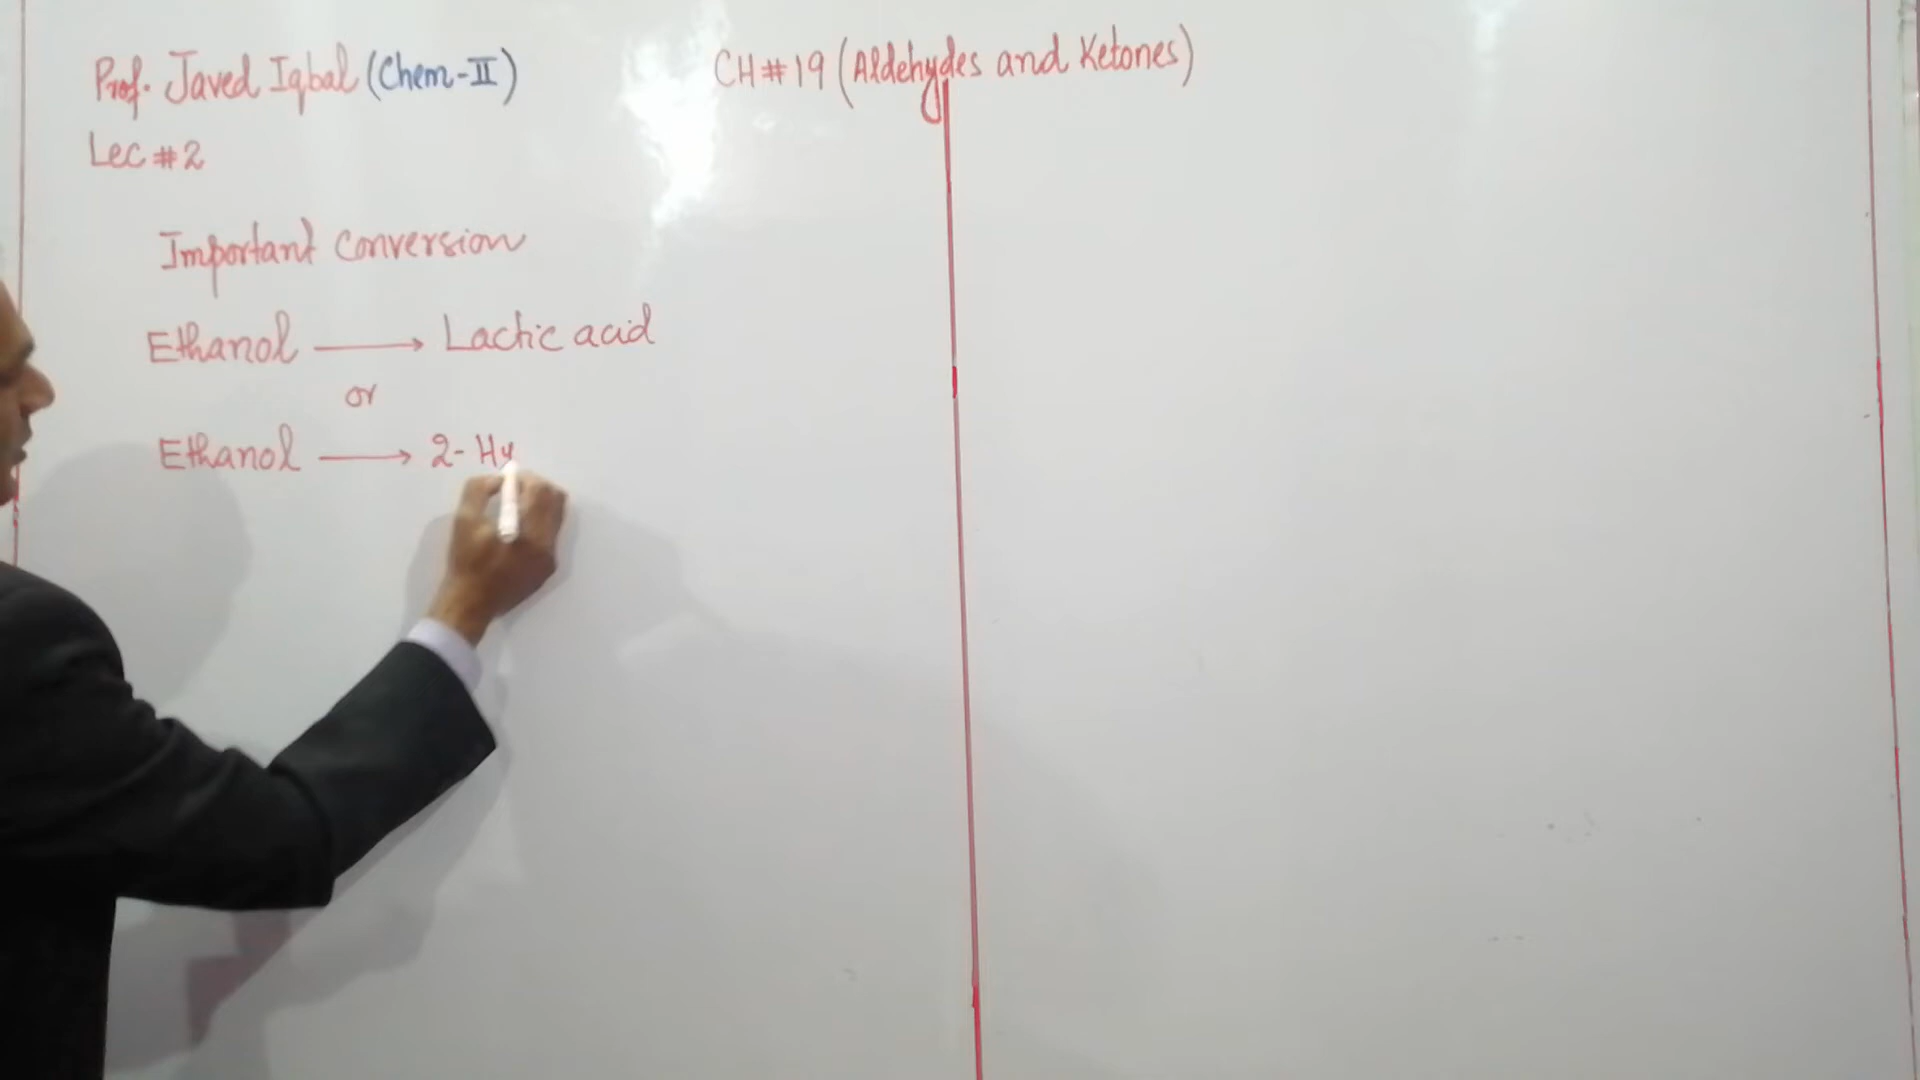 Prof. Javed Iqbal (Chem-II)
CH#19 (Aldehydes and Ketones)
Lec #2
Important conversion
Ethanol → Lactic acid
or
Ethanol → 2-Hy